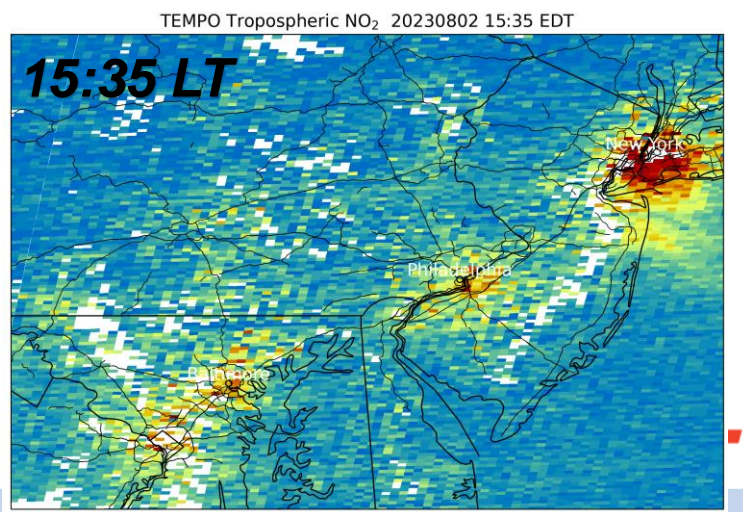 TEMPO Tropospheric NO₂ 20230802 15:35 EDT
15:35 LT
New York
Philadelphia
Baltimore